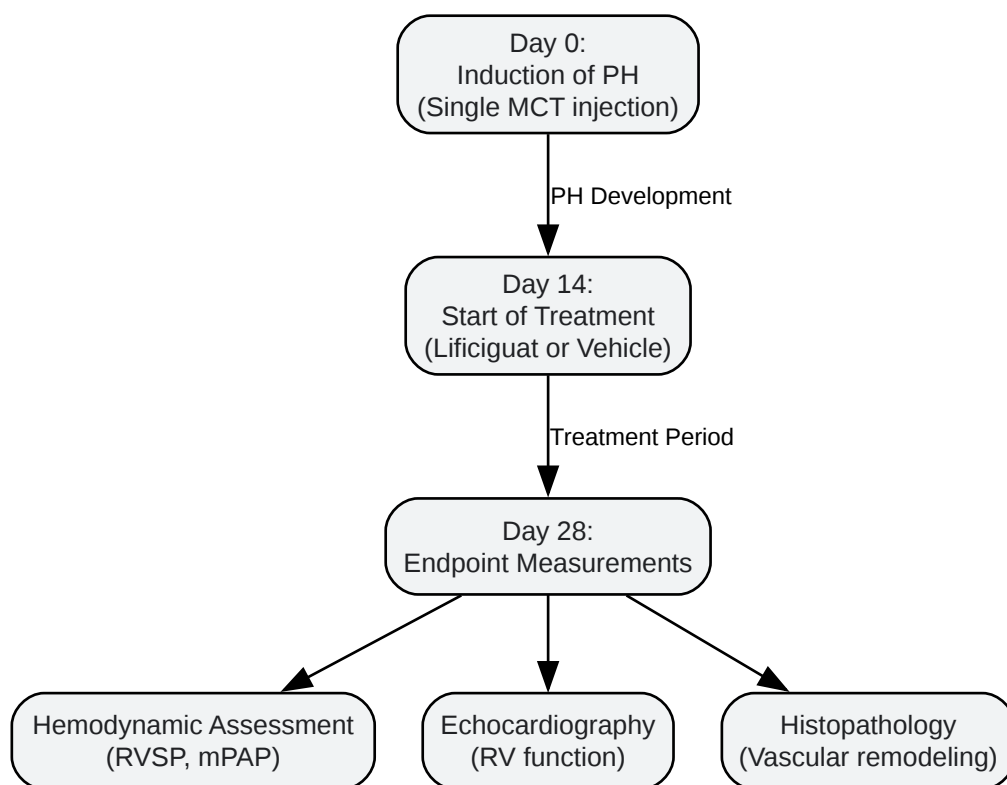 Day 0:
Induction of PH
(Single MCT injection)
PH Development
Day 14:
Start of Treatment
(Lificiguat or Vehicle)
Treatment Period
Day 28:
Endpoint Measurements
Hemodynamic Assessment
(RVSP, mPAP)
Echocardiography
(RV function)
Histopathology
(Vascular remodeling)